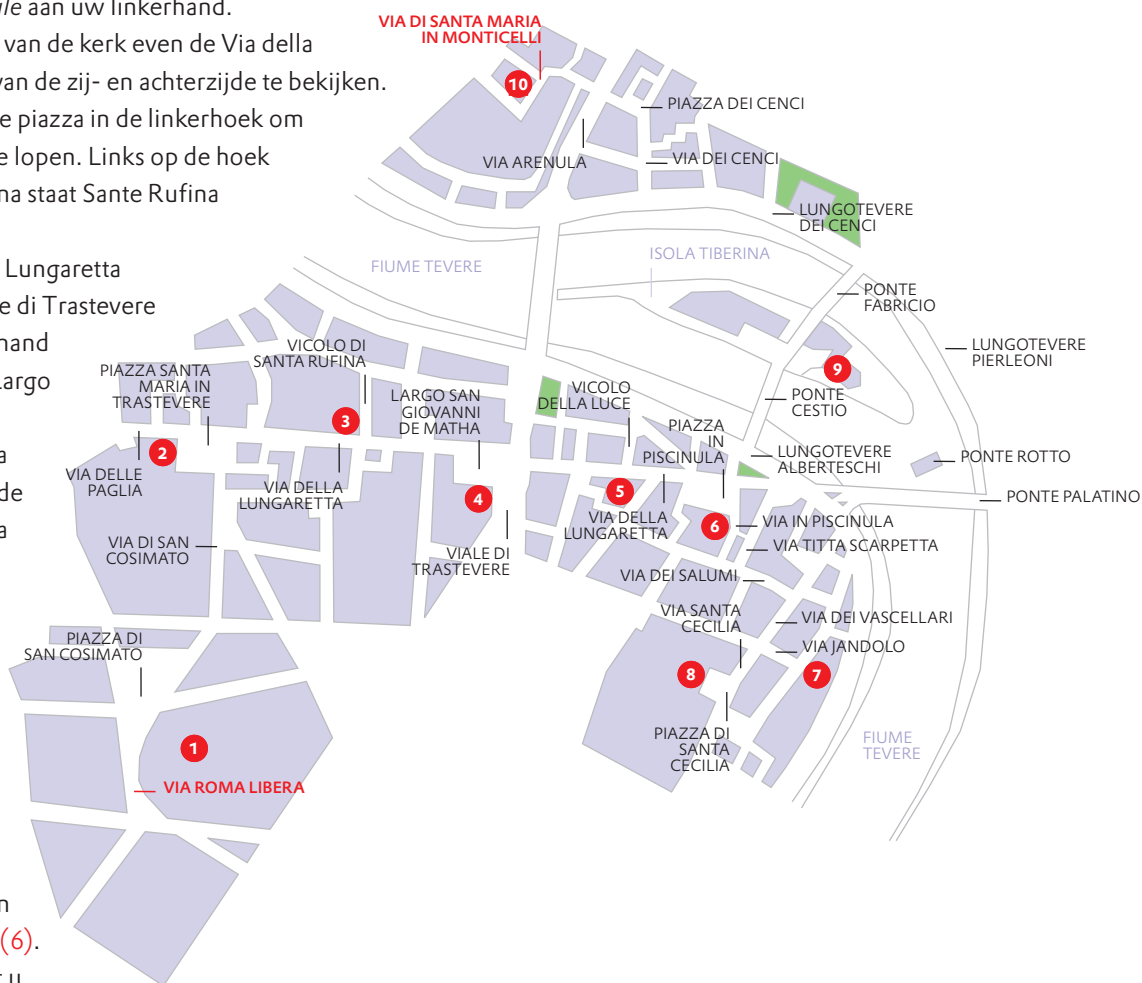 ile aan uw linkerhand.
van de kerk even de Via della
van de zij- en achterzijde te bekijken.
e piazza in de linkerhoek om
e lopen. Links op de hoek
na staat Sante Rufina
Lungaretta
e di Trastevere
hand
Largo
a
de
a
n
(6).
u
VIA DI SANTA MARIA
IN MONTICELLI
10
PIAZZA DEI CENCI
VIA ARENULA
VIA DEI CENCI
LUNGOTEVERE
DEI CENCI
FIUME TEVERE
ISOLA TIBERINA
PONTE
FABRICIO
LUNGOTEVERE
PIERLEONI
9
PONTE
CESTIO
VICOLO DI
SANTA RUFINA
PIAZZA SANTA
MARIA IN
TRASTEVERE
LARGO SAN
GIOVANNI
DE MATHA
VICOLO
DELLA LUCE
PIAZZA
IN
PISCINULA
3
2
LUNGOTEVERE
ALBERTESCHI
PONTE ROTTO
PONTE PALATINO
VIA DELLE
PAGLIA
VIA DELLA
LUNGARETTA
4
5
VIA DELLA
LUNGARETTA
6
VIA IN PISCINULA
VIA TITTA SCARPETTA
VIA DI SAN
COSIMATO
VIALE DI
TRASTEVERE
VIA DEI SALUMI
VIA SANTA
CECILIA
VIA DEI VASCELLARI
VIA JANDOLO
PIAZZA DI
SAN COSIMATO
8
7
PIAZZA DI
SANTA
CECILIA
FIUME
TEVERE
1
VIA ROMA LIBERA